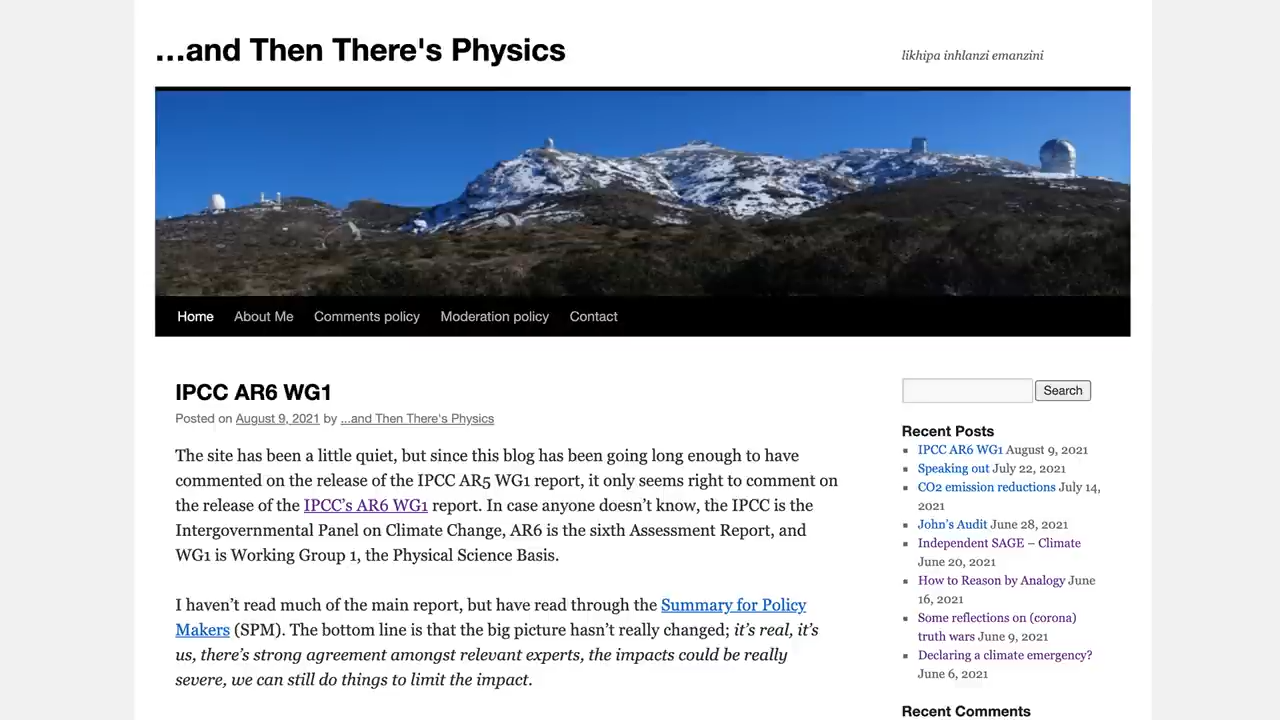 ...and Then There's Physics
likhipa inhlanzi emanzini
Home
About Me
Comments policy
Moderation policy
Contact
IPCC AR6 WG1
Posted on August 9, 2021 by ...and Then There's Physics
The site has been a little quiet, but since this blog has been going long enough to have
commented on the release of the IPCC AR5 WG1 report, it only seems right to comment on
the release of the IPCC’s AR6 WG1 report. In case anyone doesn’t know, the IPCC is the
Intergovernmental Panel on Climate Change, AR6 is the sixth Assessment Report, and
WG1 is Working Group 1, the Physical Science Basis.
I haven’t read much of the main report, but have read through the Summary for Policy
Makers (SPM). The bottom line is that the big picture hasn’t really changed; it’s real, it’s
us, there’s strong agreement amongst relevant experts, the impacts could be really
severe, we can still do things to limit the impact.
Search
Recent Posts
IPCC AR6 WG1 August 9, 2021
Speaking out July 22, 2021
CO2 emission reductions July 14,
2021
John’s Audit June 28, 2021
Independent SAGE – Climate
June 20, 2021
How to Reason by Analogy June
16, 2021
Some reflections on (corona)
truth wars June 9, 2021
Declaring a climate emergency?
June 6, 2021
Recent Comments